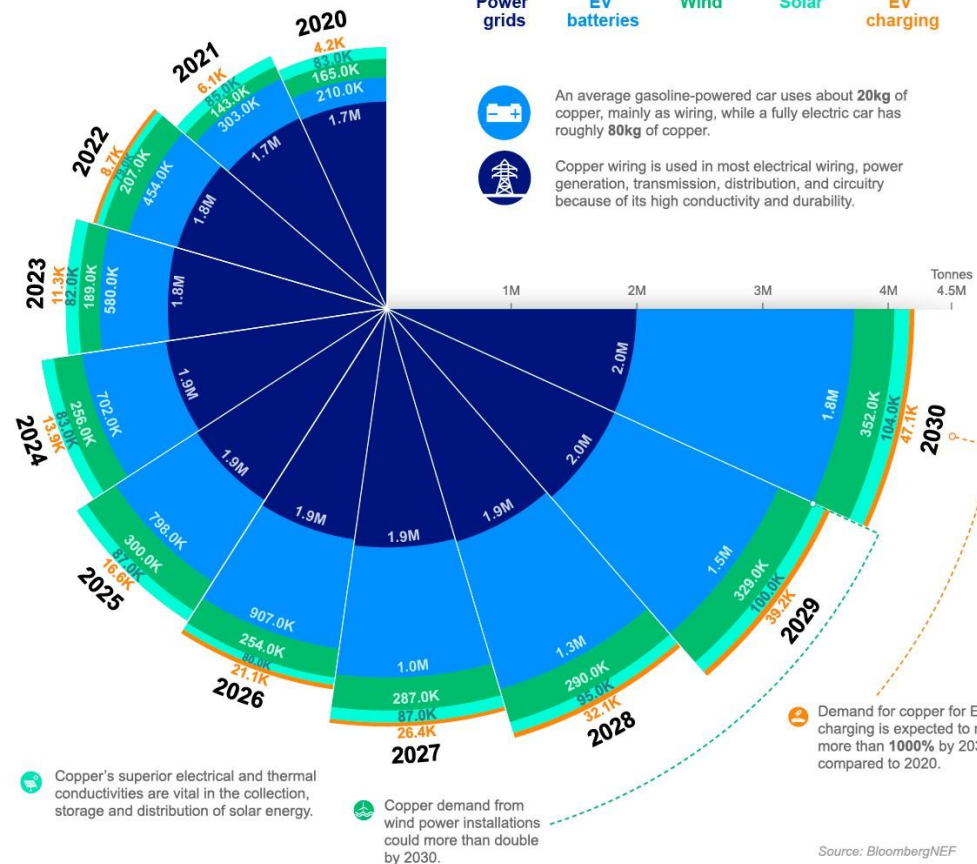 Power grids
EV batteries
Wind
Solar
EV charging
An average gasoline-powered car uses about 20kg of
copper, mainly as wiring, while a fully electric car has
roughly 80kg of copper.
Copper wiring is used in most electrical wiring, power
generation, transmission, distribution, and circuitry
because of its high conductivity and durability.
Tonnes
1M
2M
3M
4M
4.5M
2020
4.2K
83.0K
165.0K
210.0K
1.7M
2021
6.1K
85.0K
143.0K
303.0K
1.7M
2022
8.7K
207.0K
454.0K
1.8M
2023
11.3K
82.0K
189.0K
580.0K
1.8M
2024
13.9K
83.0K
256.0K
702.0K
1.9M
2025
16.6K
87.0K
300.0K
798.0K
1.9M
2026
21.1K
80.0K
254.0K
907.0K
1.9M
2027
26.4K
87.0K
287.0K
1.0M
1.9M
2028
32.1K
95.0K
290.0K
1.3M
1.9M
2029
39.2K
100.0K
329.0K
1.5M
2.0M
2030
47.1K
104.0K
352.0K
1.8M
2.0M
Demand for copper for
charging is expected to
more than 1000% by
compared to 2020.
Copper's superior electrical and thermal
conductivities are vital in the collection,
storage and distribution of solar energy.
Copper demand from
wind power installations
could more than double
by 2030.
Source: BloombergNEF